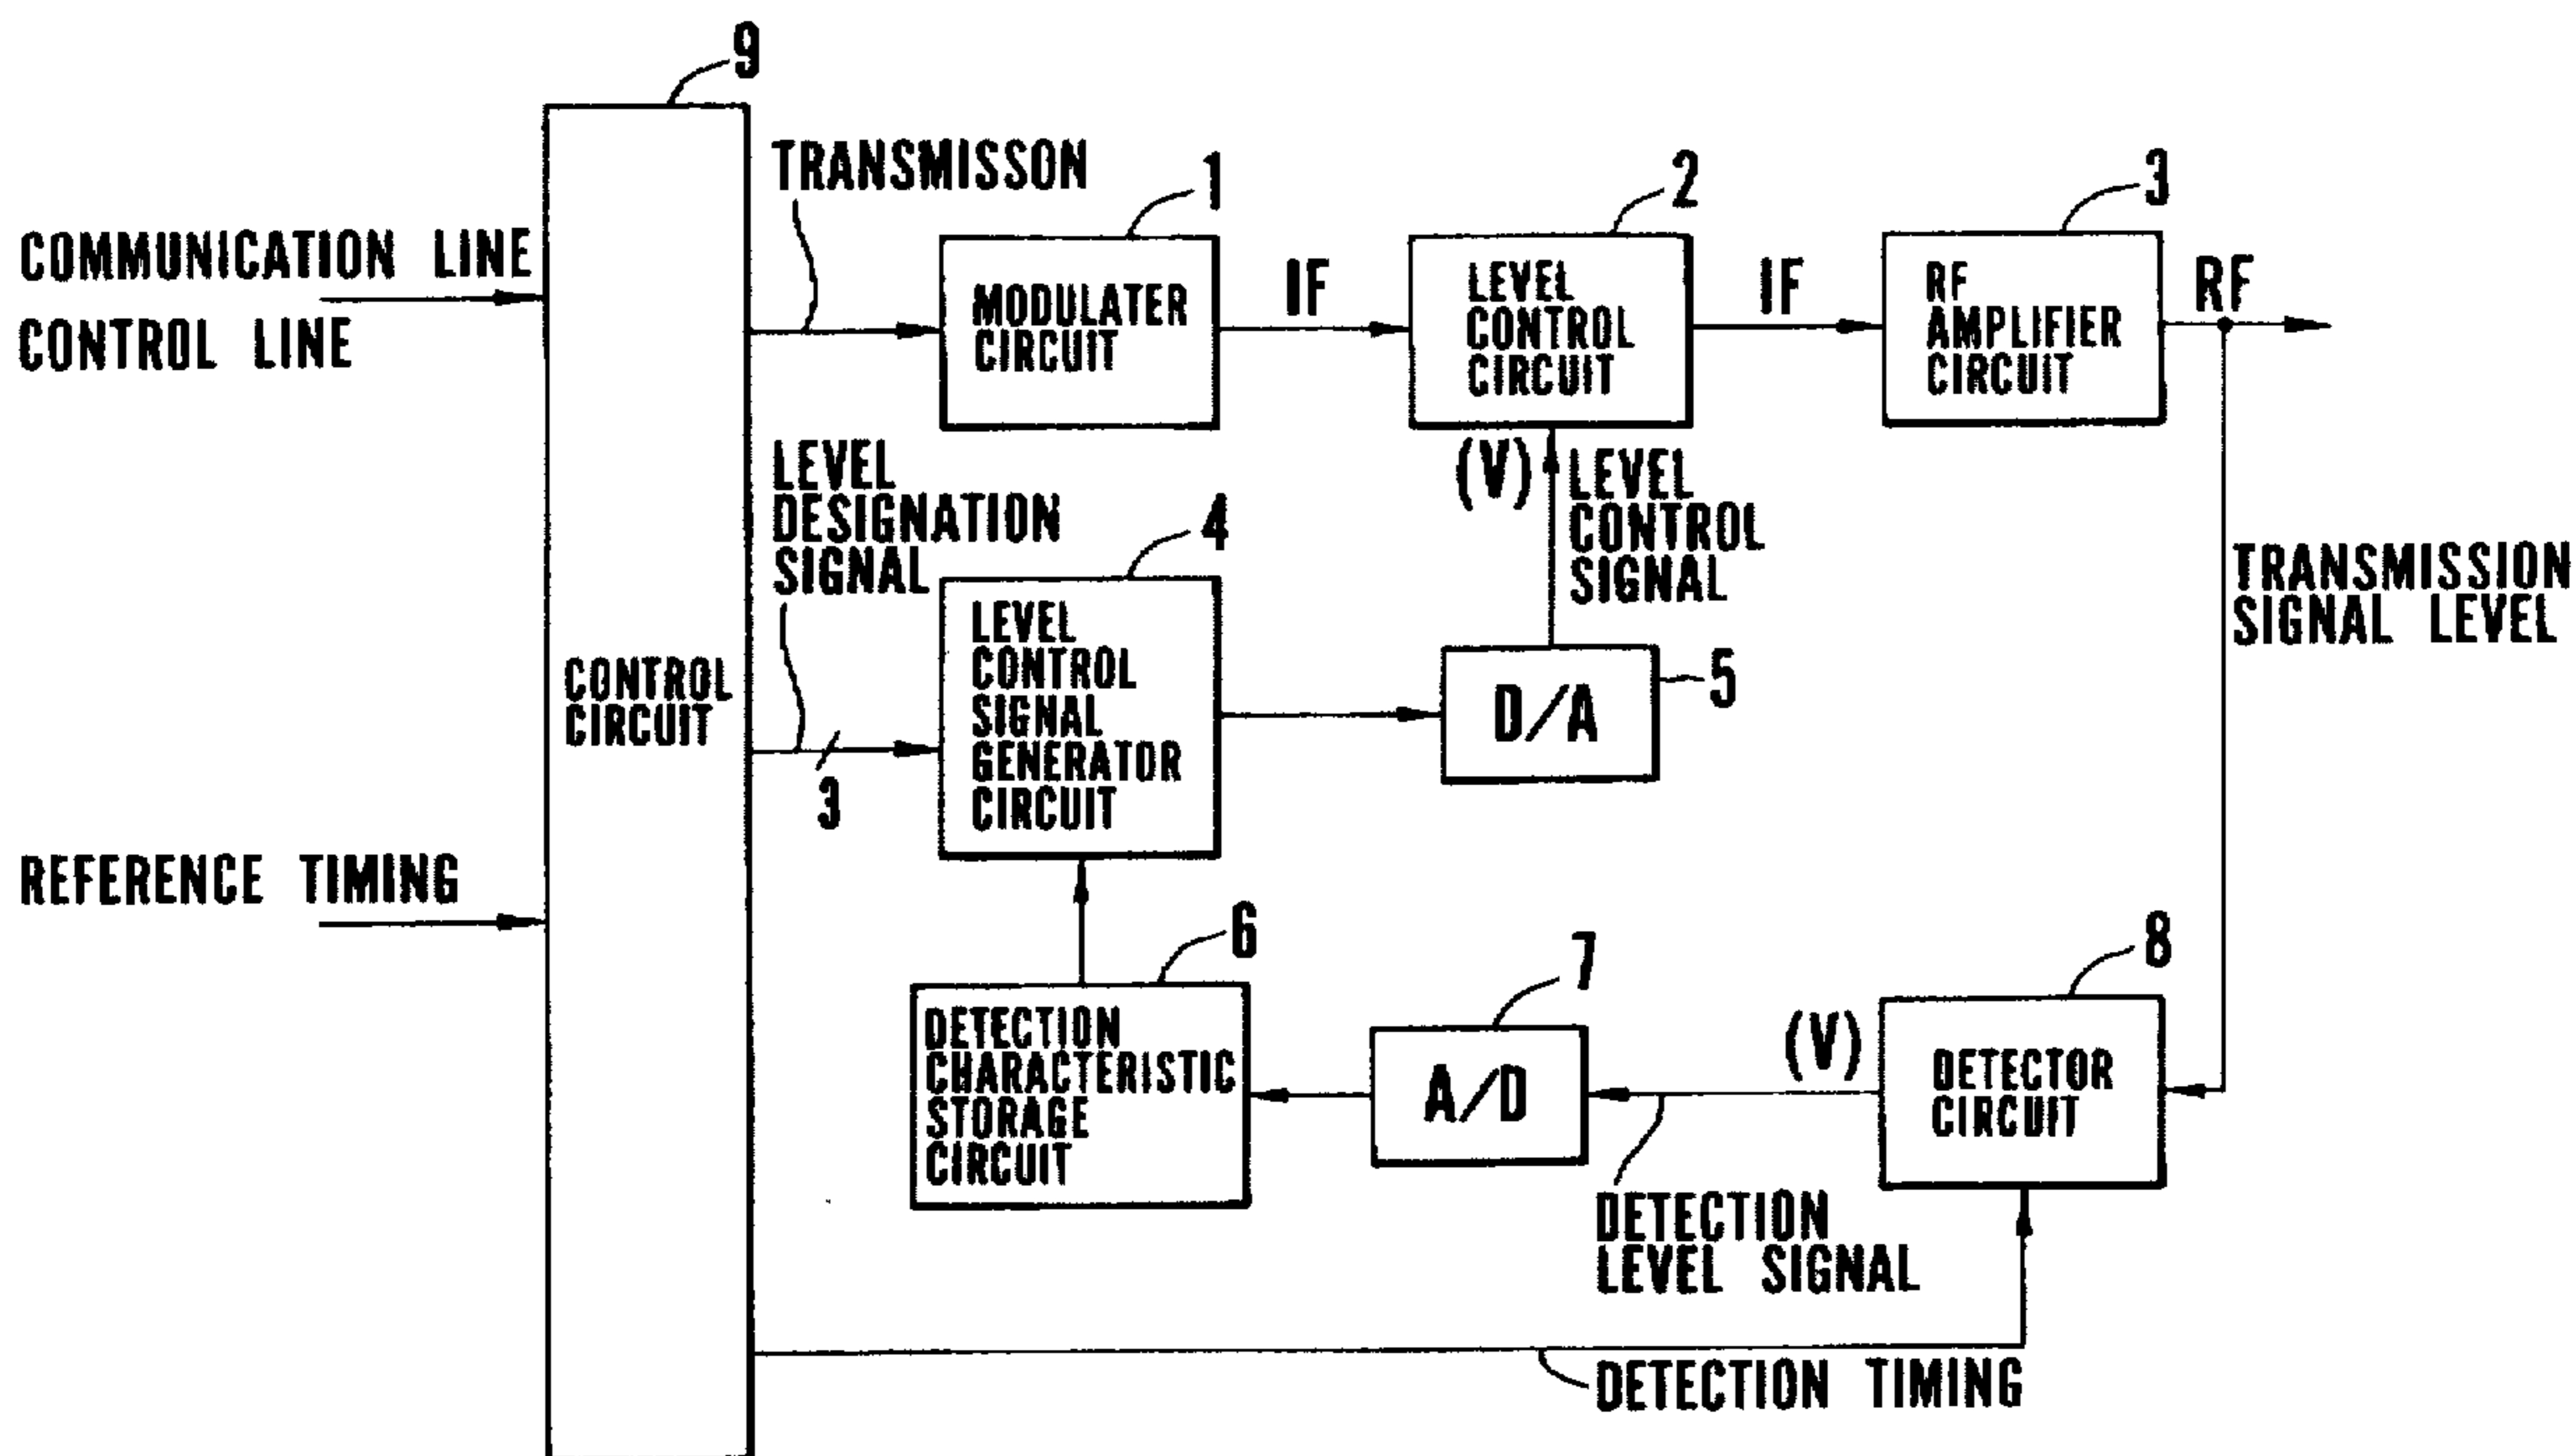 9
TRANSMISSON
1
2
3
COMMUNICATION LINE
CONTROL LINE
MODULATER
CIRCUIT
IF
LEVEL
CONTROL
CIRCUIT
IF
RF
AMPLIFIER
CIRCUIT
RF
LEVEL
DESIGNATION
SIGNAL
4
(V)
LEVEL
CONTROL
SIGNAL
TRANSMISSION
SIGNAL LEVEL
CONTROL
CIRCUIT
3
LEVEL
CONTROL
SIGNAL
GENERATOR
CIRCUIT
D/A
5
REFERENCE TIMING
6
7
8
DETECTION
CHARACTERISTIC
STORAGE
CIRCUIT
A/D
(V)
DETECTOR
CIRCUIT
DETECTION
LEVEL SIGNAL
DETECTION TIMING